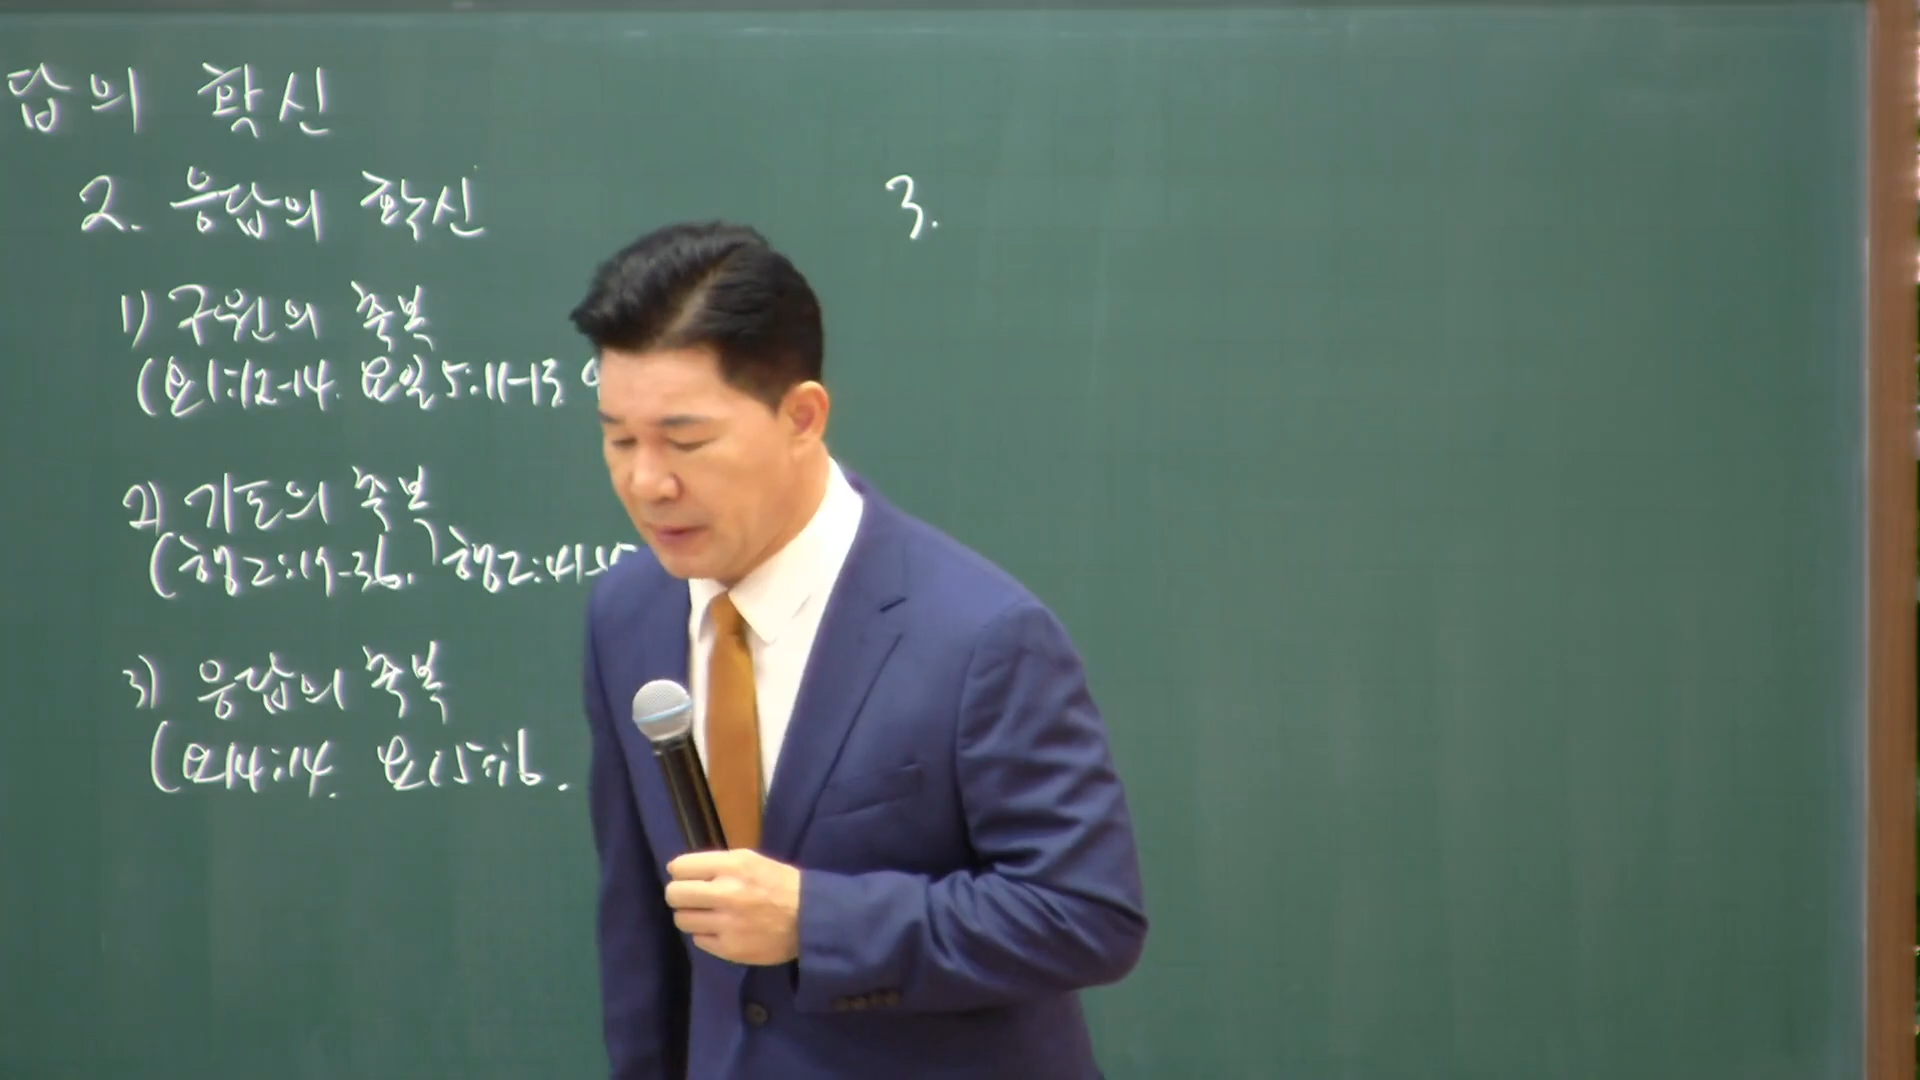 답의 확신
2. 응답의 확신
1) 구원의 축복
(요1:12-14. 요일 5:11-13
2) 기도의 축복
(행2:14-36, 행2:41-
3) 응답의 축복
(요14:14. 요15:16.
3.